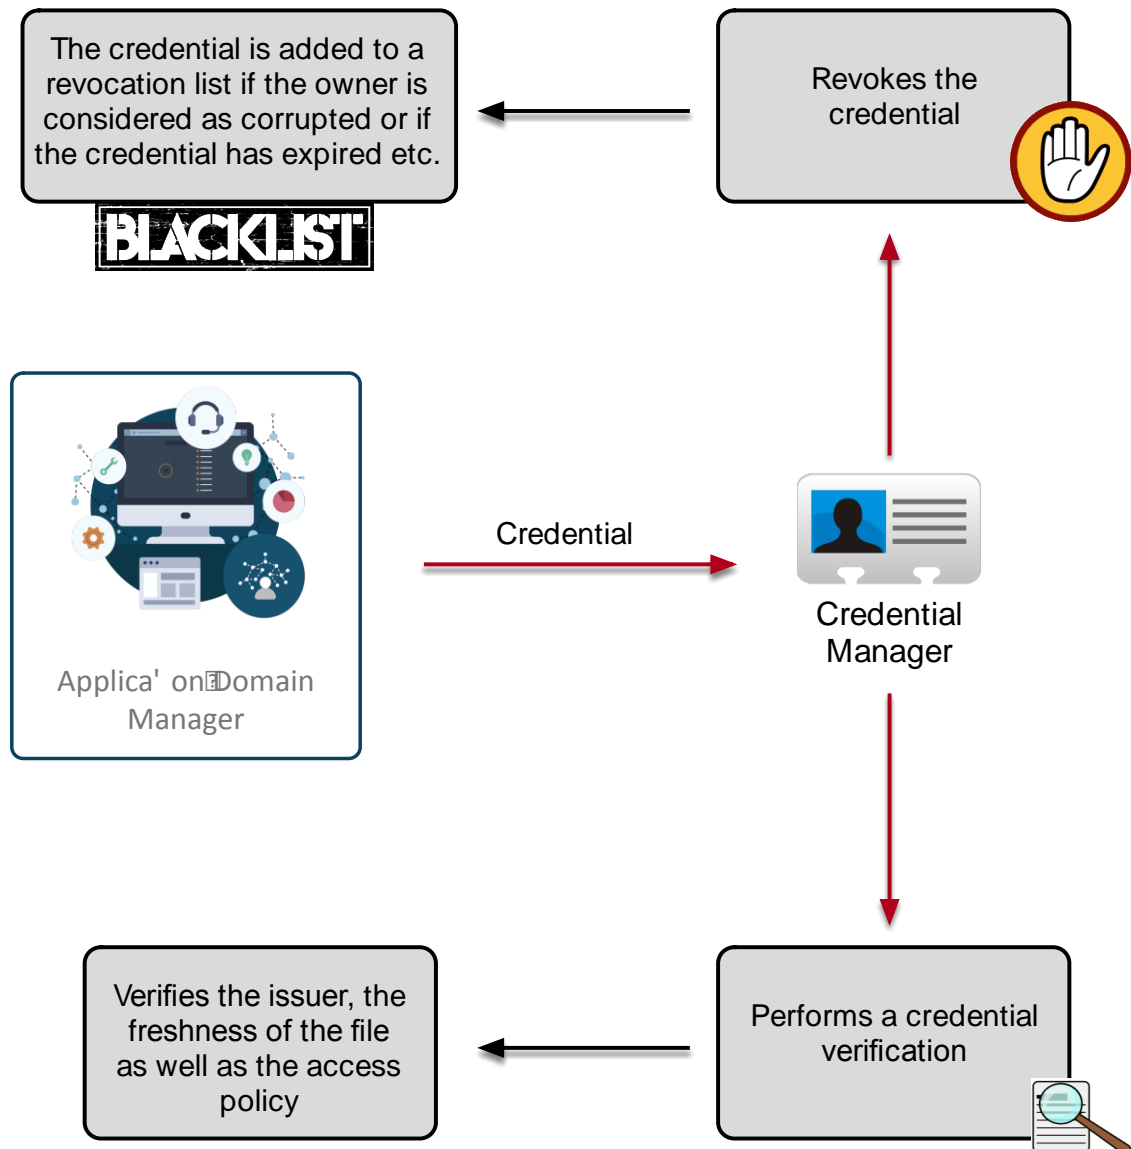 The credential is added to a
revocation list if the owner is
considered as corrupted or if
the credential has expired etc.
BLACKLIST
Revokes the
credential
Credential
Credential
Manager
Applica' on⍰Domain
Manager
Verifies the issuer, the
freshness of the file
as well as the access
policy
Performs a credential
verification